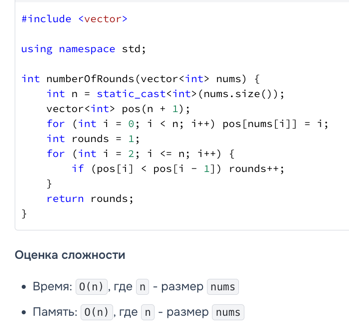 #include <vector>
using namespace std;
int numberOfRounds(vector<int> nums) {
    int n = static_cast<int>(nums.size());
    vector<int> pos(n + 1);
    for (int i = 0; i < n; i++) pos[nums[i]] = i;
    int rounds = 1;
    for (int i = 2; i <= n; i++) {
        if (pos[i] < pos[i - 1]) rounds++;
    }
    return rounds;
}
Оценка сложности
• Время: O(n), где n - размер nums
• Память: O(n), где n - размер nums